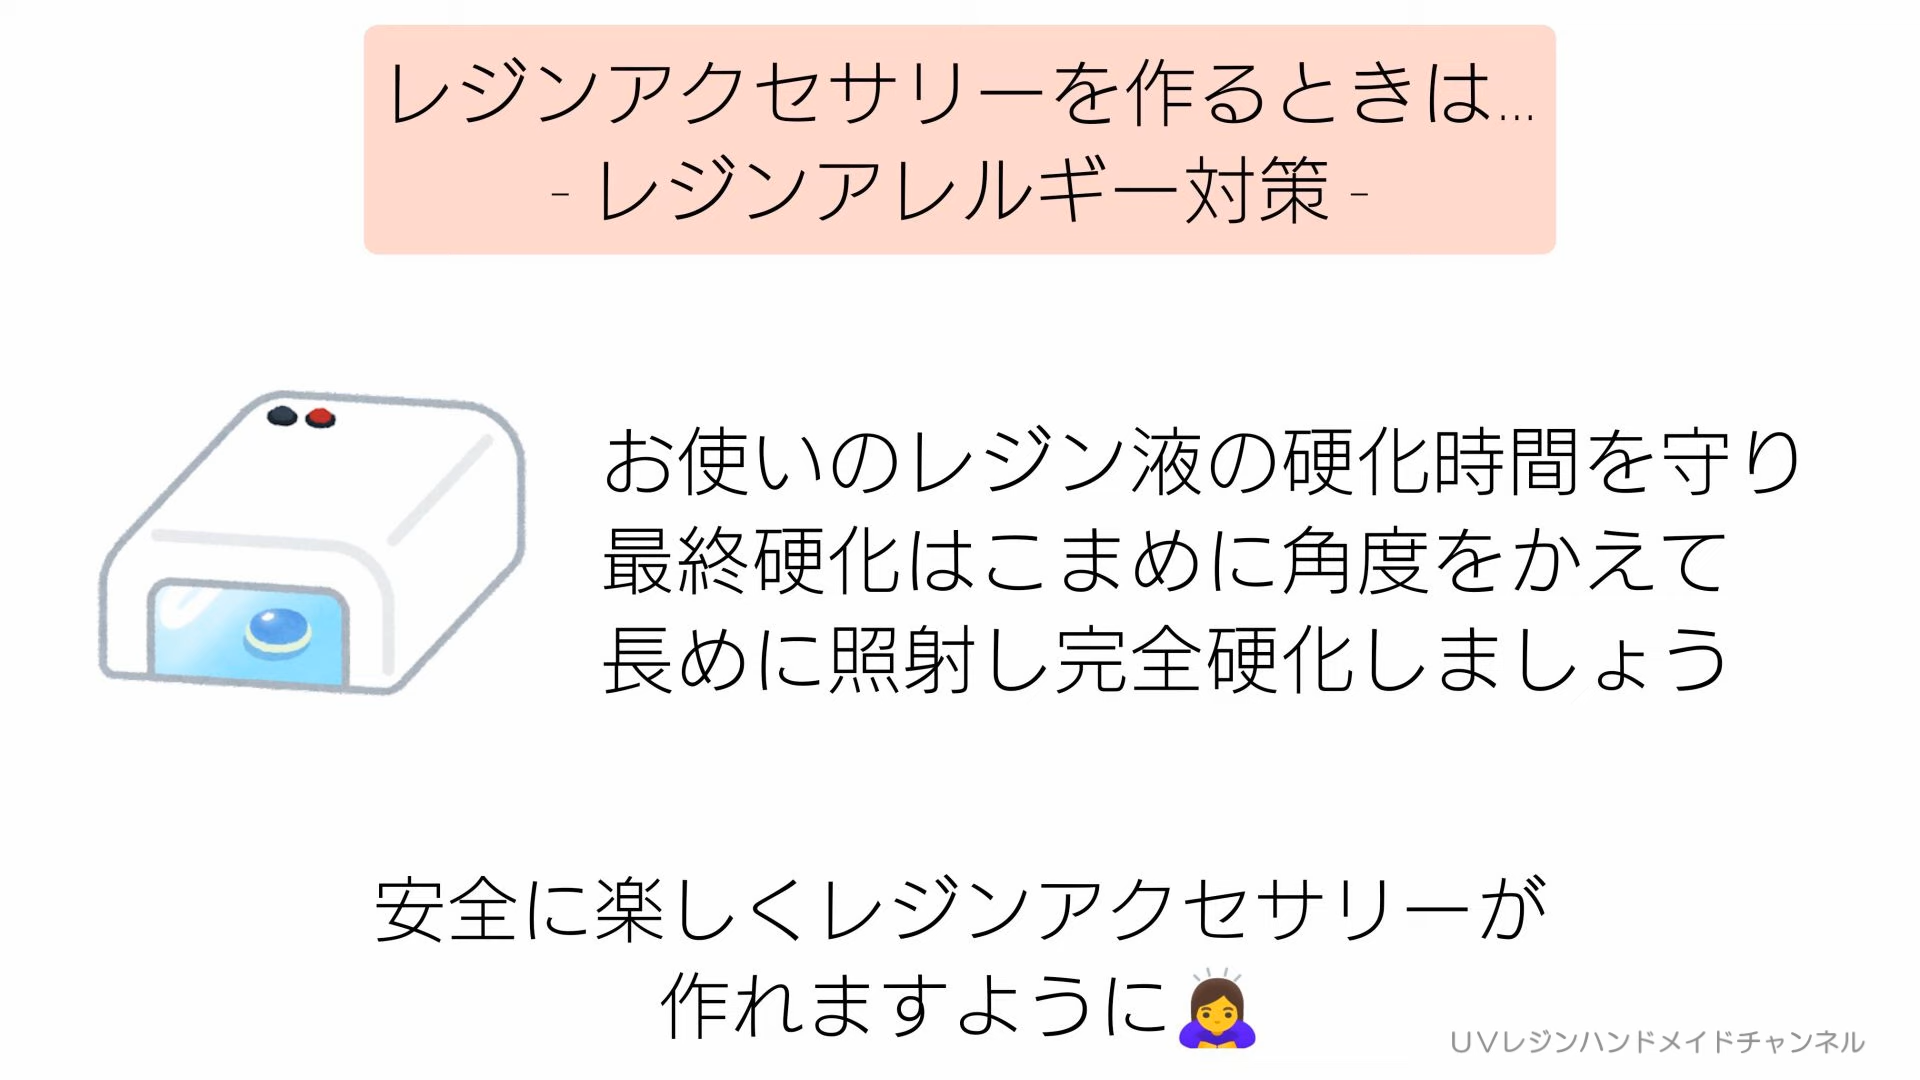 レジンアクセサリーを作るときは...
- レジンアレルギー対策 -
お使いのレジン液の硬化時間を守り
最終硬化はこまめに角度をかえて
長めに照射し完全硬化しましょう
安全に楽しくレジンアクセサリーが
作れますように🙇‍♀️
UVレジンハンドメイドチャンネル